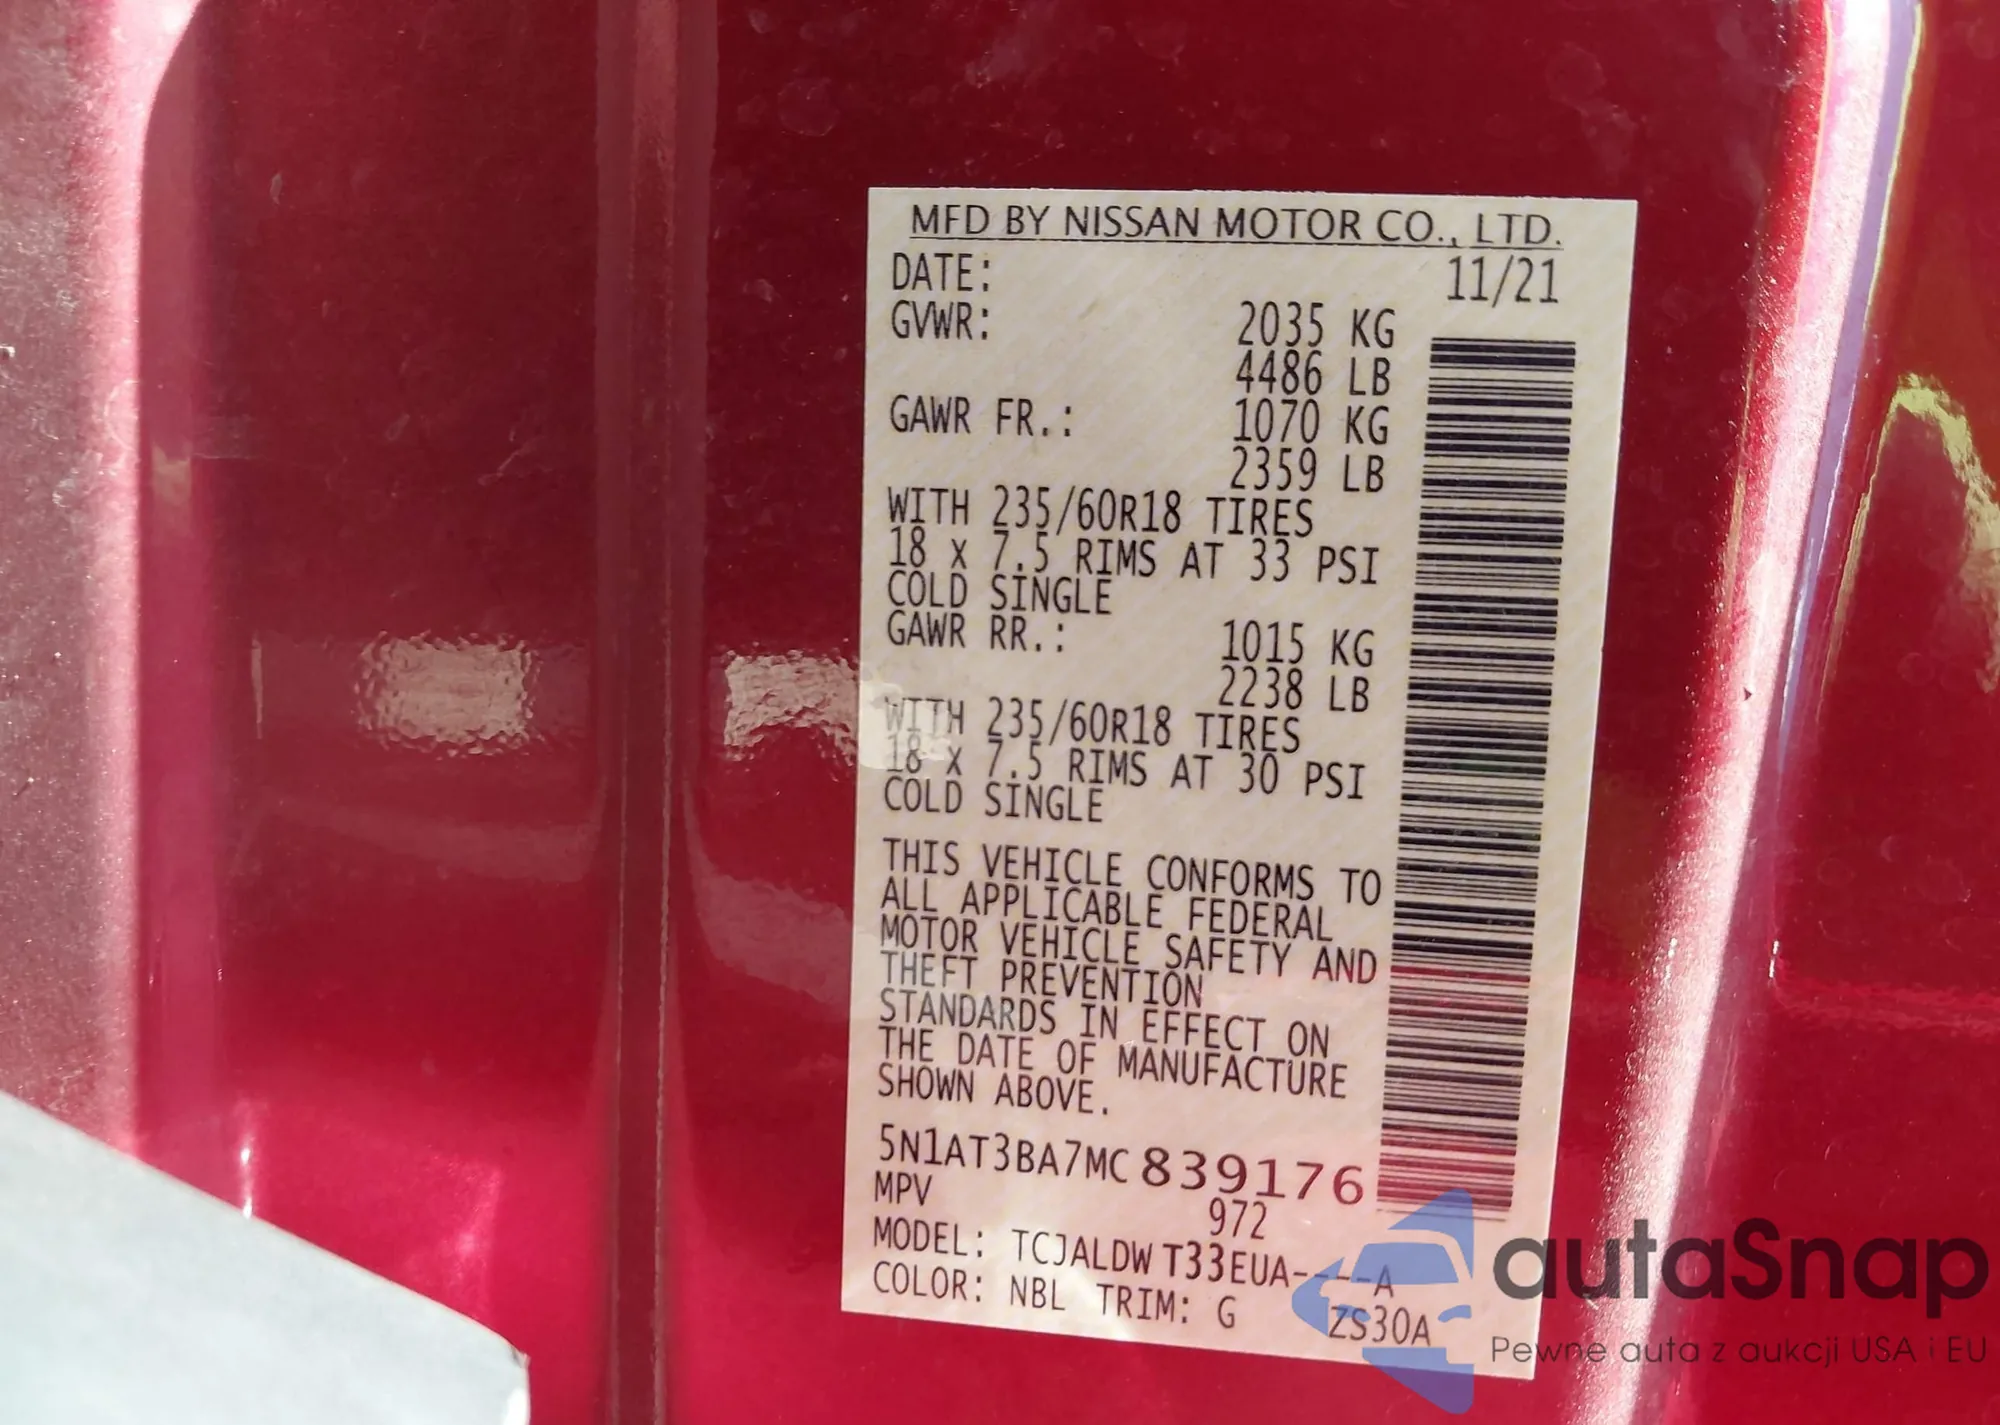 MFD BY NISSAN MOTOR CO., LTD.
DATE: 11/21
GVWR: 2035 KG
4486 LB
GAWR FR.: 1070 KG
2359 LB
WITH 235/60R18 TIRES
18 x 7.5 RIMS AT 33 PSI
COLD SINGLE
GAWR RR.: 1015 KG
2238 LB
WITH 235/60R18 TIRES
18 x 7.5 RIMS AT 30 PSI
COLD SINGLE
THIS VEHICLE CONFORMS TO
ALL APPLICABLE FEDERAL
MOTOR VEHICLE SAFETY AND
THEFT PREVENTION
STANDARDS IN EFFECT ON
THE DATE OF MANUFACTURE
SHOWN ABOVE.
5N1AT3BA7MC839176
MPV 972
MODEL: TCJALDW T33EUA----A
COLOR: NBL TRIM: G ZS30A
autaSnap
Pewne auta z aukcji USA i EU